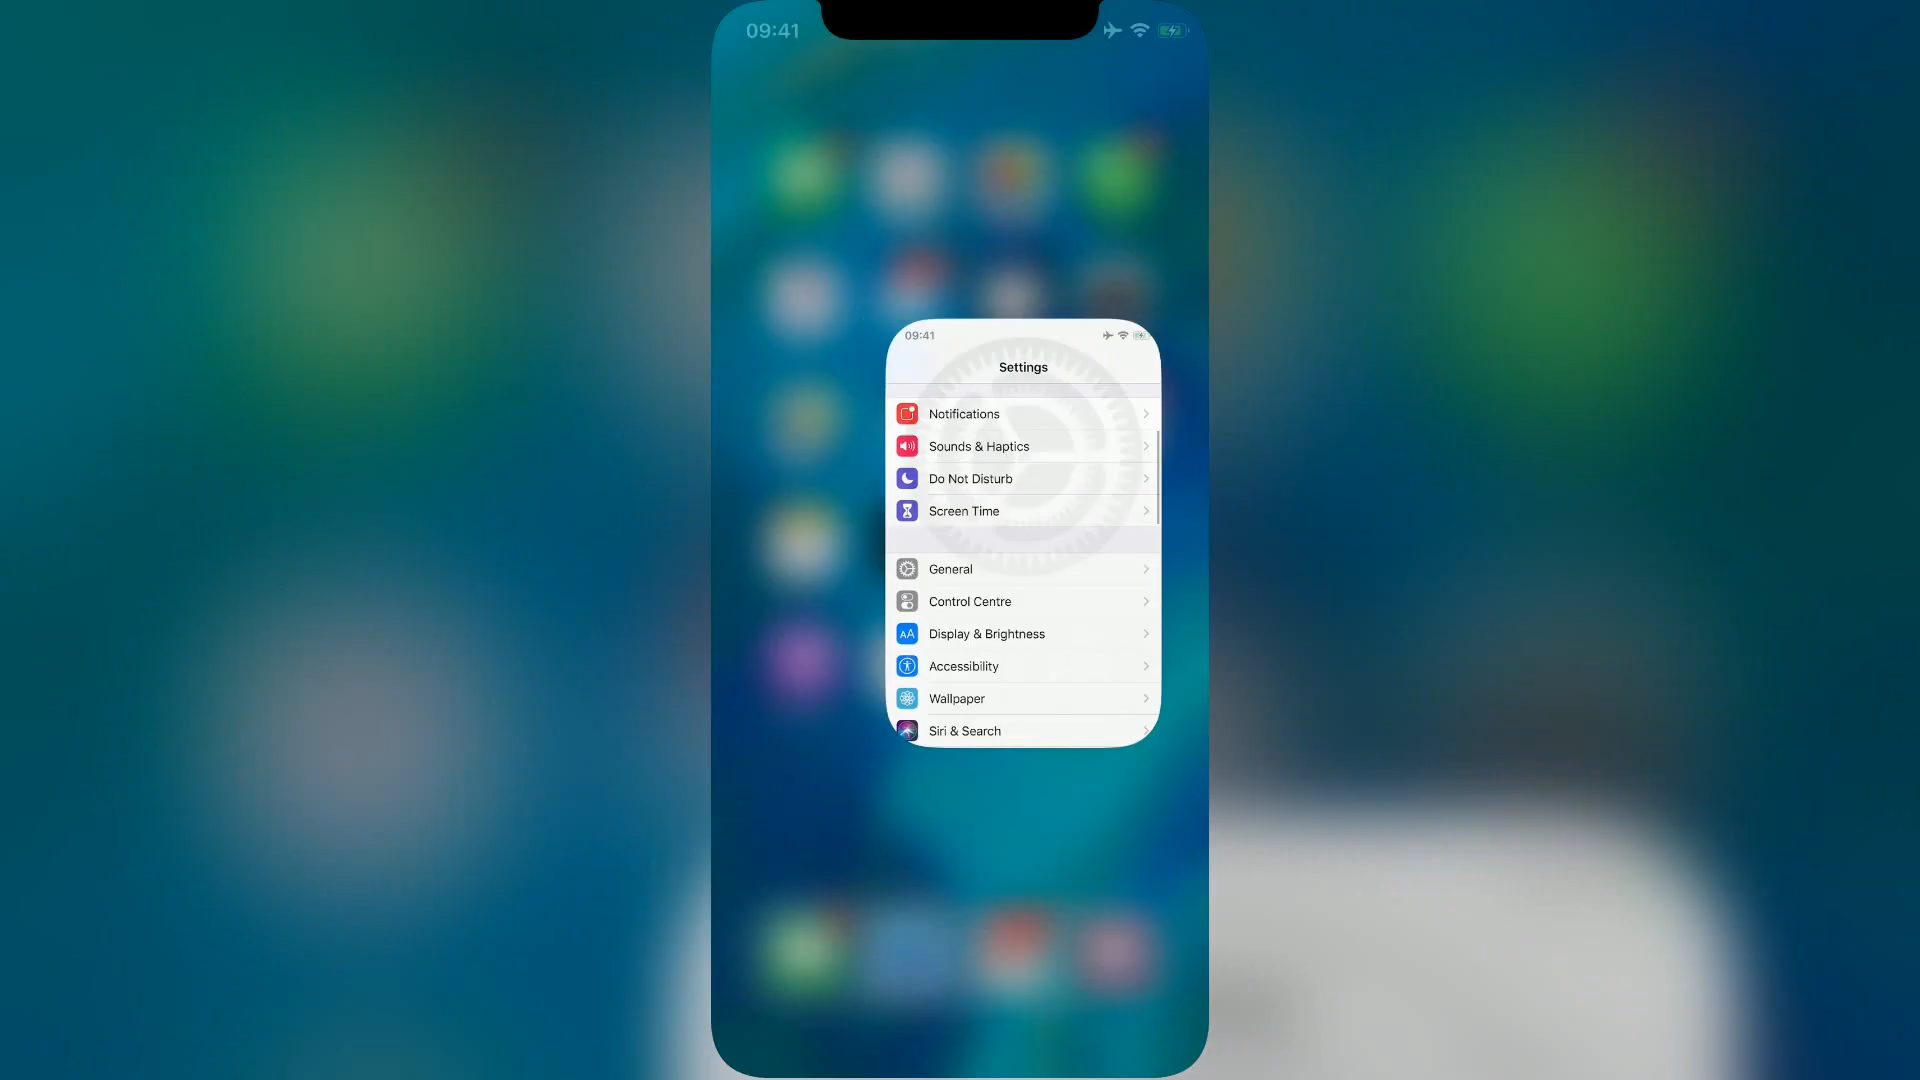 09:41
09:41
Settings
Notifications
Sounds & Haptics
Do Not Disturb
Screen Time
General
Control Centre
AA Display & Brightness
Accessibility
Wallpaper
Siri & Search